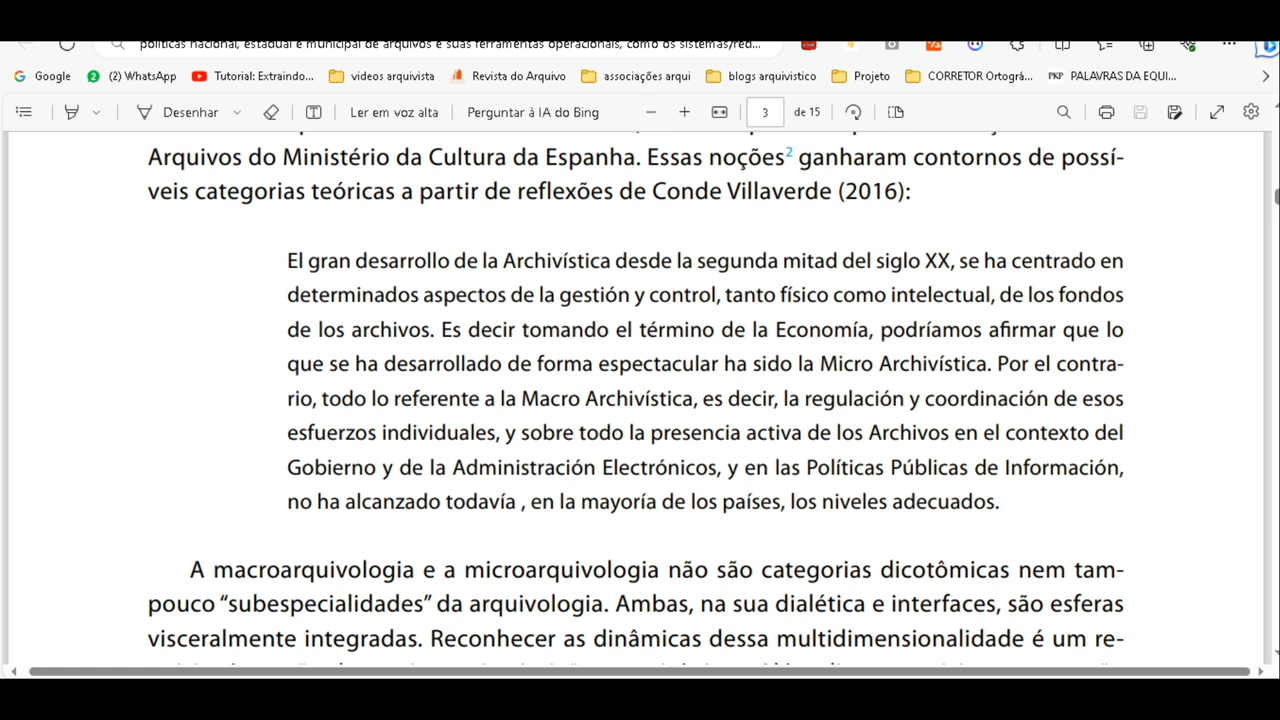 políticas nacional, estadual e municipal de arquivos e suas ferramentas operacionais, como os sistemas/red...
Google (2) WhatsApp Tutorial: Extraindo... videos arquivista Revista do Arquivo associações arqui blogs arquivistico Projeto CORRETOR Ortográ... PKP PALAVRAS DA EQUI...
Desenhar Ler em voz alta Perguntar à IA do Bing 3 de 15
Arquivos do Ministério da Cultura da Espanha. Essas noções2 ganharam contornos de possí-
veis categorias teóricas a partir de reflexões de Conde Villaverde (2016):
El gran desarrollo de la Archivística desde la segunda mitad del siglo XX, se ha centrado en
determinados aspectos de la gestión y control, tanto físico como intelectual, de los fondos
de los archivos. Es decir tomando el término de la Economía, podríamos afirmar que lo
que se ha desarrollado de forma espectacular ha sido la Micro Archivística. Por el contra-
rio, todo lo referente a la Macro Archivística, es decir, la regulación y coordinación de esos
esfuerzos individuales, y sobre todo la presencia activa de los Archivos en el contexto del
Gobierno y de la Administración Electrónicos, y en las Políticas Públicas de Información,
no ha alcanzado todavía , en la mayoría de los países, los niveles adecuados.
A macroarquivologia e a microarquivologia não são categorias dicotômicas nem tam-
pouco “subespecialidades” da arquivologia. Ambas, na sua dialética e interfaces, são esferas
visceralmente integradas. Reconhecer as dinâmicas dessa multidimensionalidade é um re-